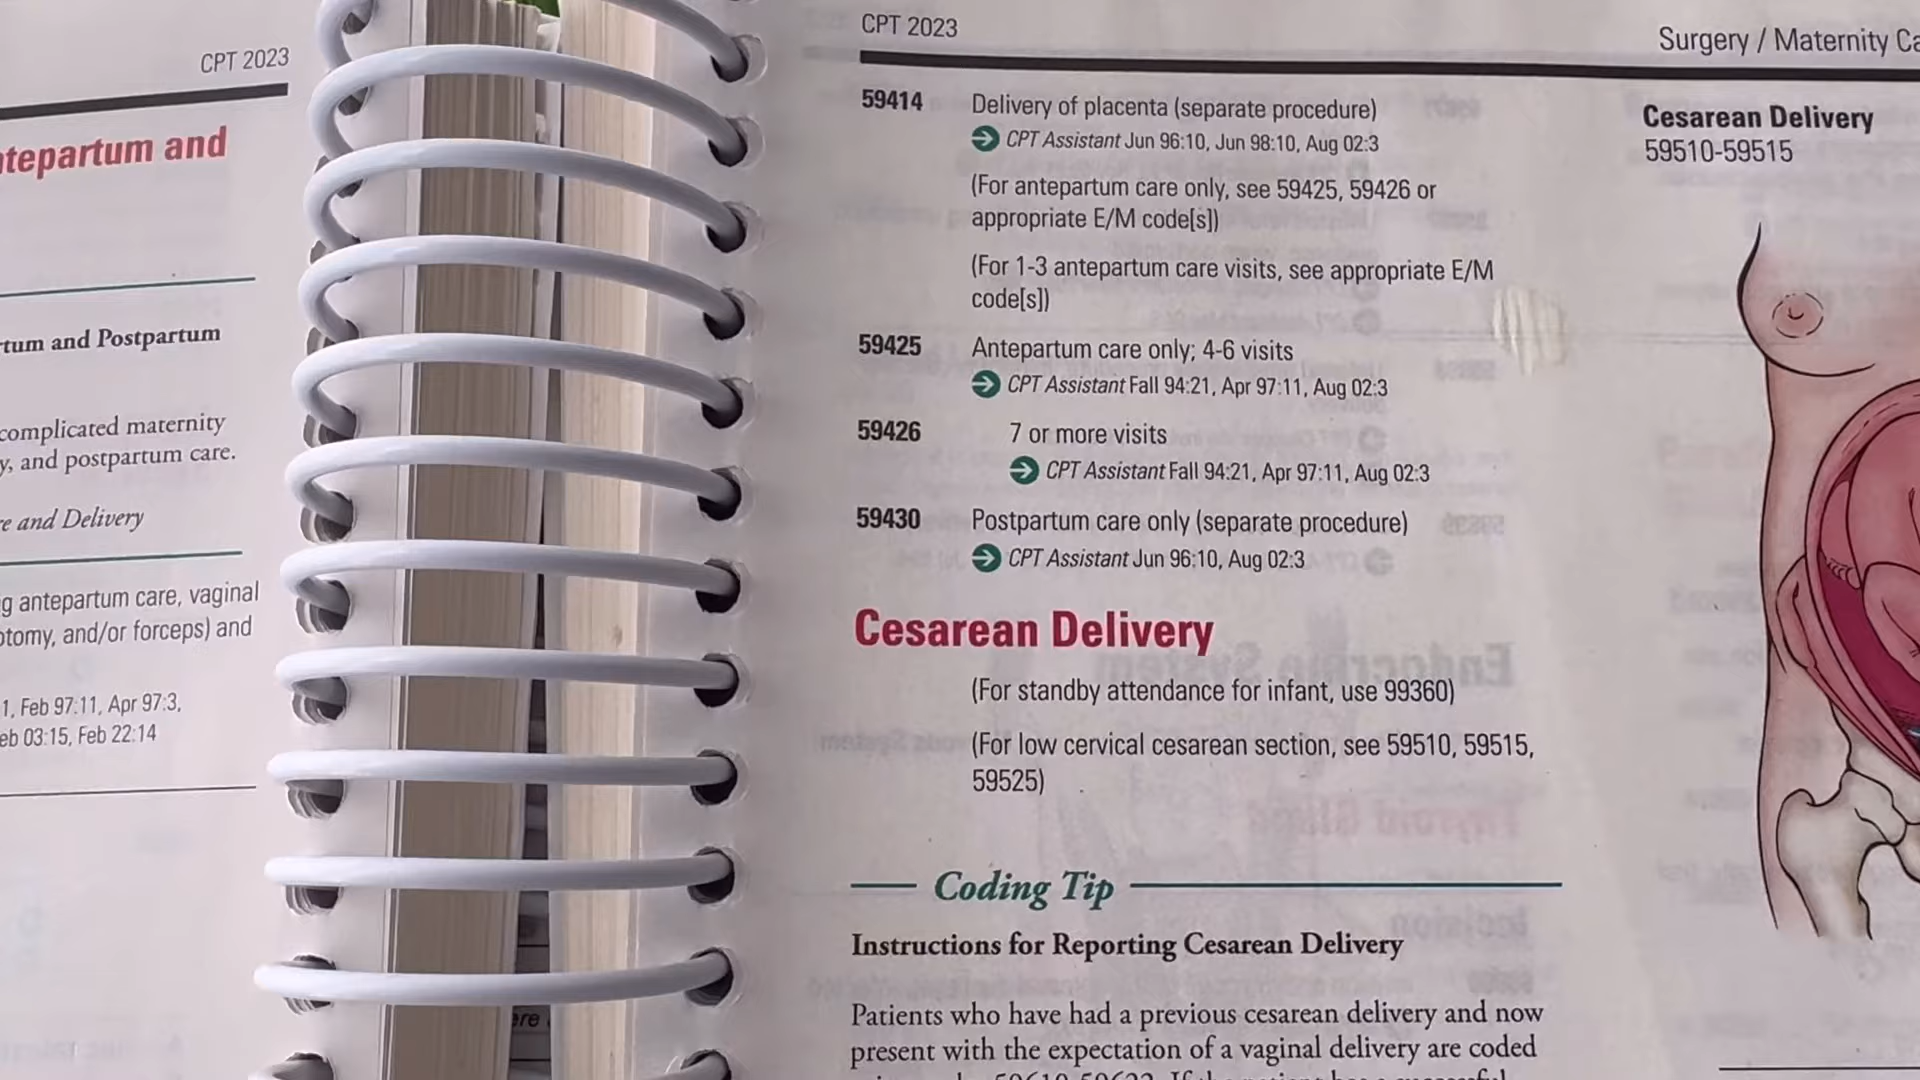 CPT 2023
tepartum and
tum and Postpartum
complicated maternity
y, and postpartum care.
e and Delivery
g antepartum care, vaginal
otomy, and/or forceps) and
1, Feb 97:11, Apr 97:3,
eb 03:15, Feb 22:14
CPT 2023
Surgery / Maternity Ca
59414 Delivery of placenta (separate procedure)
CPT Assistant Jun 96:10, Jun 98:10, Aug 02:3
(For antepartum care only, see 59425, 59426 or
appropriate E/M code[s])
(For 1-3 antepartum care visits, see appropriate E/M
code[s])
59425 Antepartum care only; 4-6 visits
CPT Assistant Fall 94:21, Apr 97:11, Aug 02:3
59426 7 or more visits
CPT Assistant Fall 94:21, Apr 97:11, Aug 02:3
59430 Postpartum care only (separate procedure)
CPT Assistant Jun 96:10, Aug 02:3
Cesarean Delivery
(For standby attendance for infant, use 99360)
(For low cervical cesarean section, see 59510, 59515,
59525)
Coding Tip
Instructions for Reporting Cesarean Delivery
Patients who have had a previous cesarean delivery and now
present with the expectation of a vaginal delivery are coded
Cesarean Delivery
59510-59515